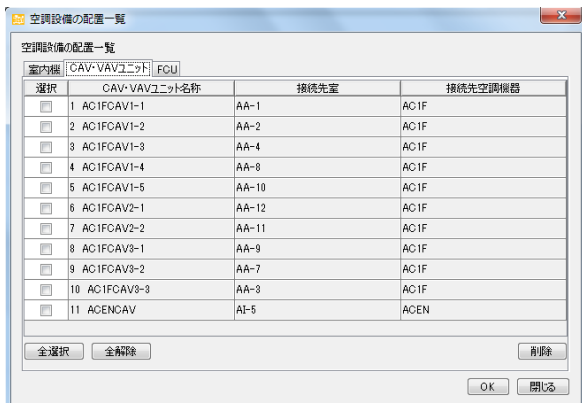 空調設備の配置一覧
空調設備の配置一覧
室内機 CAV・VAVユニット FCU
選択 CAV・VAVユニット名称 接続先室 接続先空調機器
1 AC1FCAV1-1 AA-1 AC1F
2 AC1FCAV1-2 AA-2 AC1F
3 AC1FCAV1-3 AA-4 AC1F
4 AC1FCAV1-4 AA-8 AC1F
5 AC1FCAV1-5 AA-10 AC1F
6 AC1FCAV2-1 AA-12 AC1F
7 AC1FCAV2-2 AA-11 AC1F
8 AC1FCAV3-1 AA-9 AC1F
9 AC1FCAV3-2 AA-7 AC1F
10 AC1FCAV3-3 AA-3 AC1F
11 ACENCAV AI-5 ACEN
全選択 全解除 削除
OK 閉じる